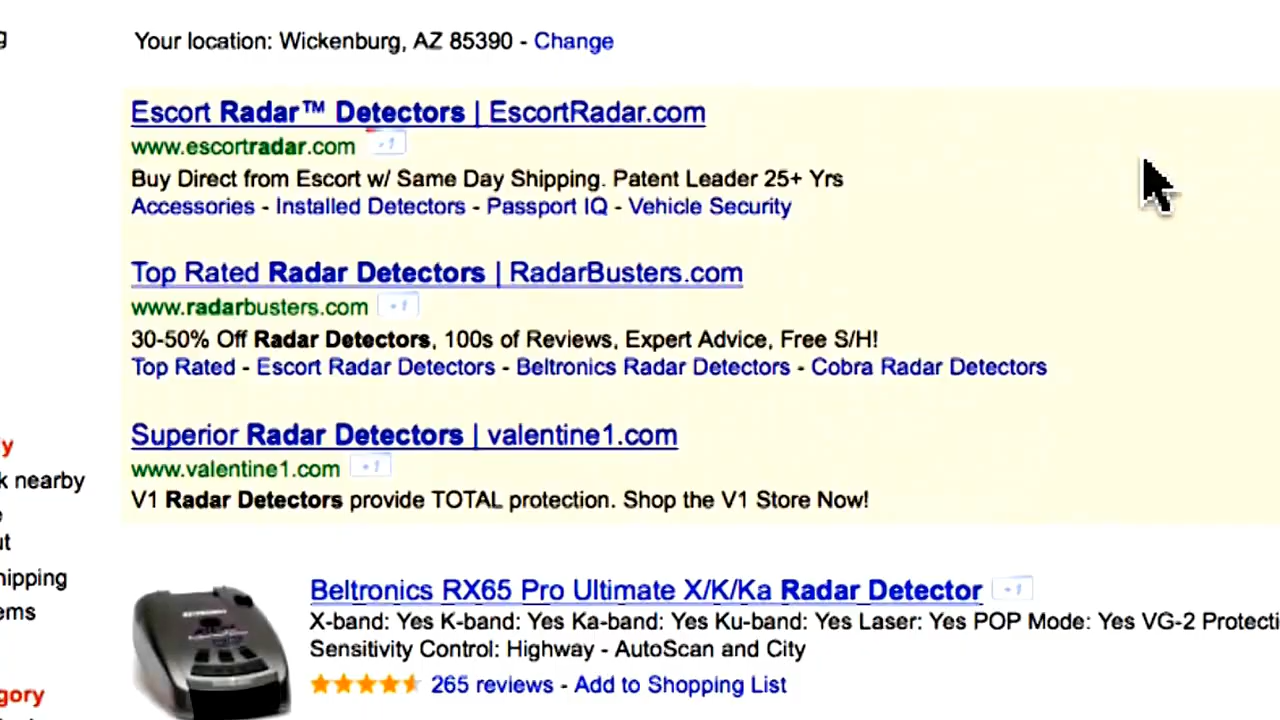 Your location: Wickenburg, AZ 85390 - Change
Escort Radar™ Detectors | EscortRadar.com
www.escortradar.com +1
Buy Direct from Escort w/ Same Day Shipping. Patent Leader 25+ Yrs
Accessories - Installed Detectors - Passport IQ - Vehicle Security
Top Rated Radar Detectors | RadarBusters.com
www.radarbusters.com +1
30-50% Off Radar Detectors, 100s of Reviews, Expert Advice, Free S/H!
Top Rated - Escort Radar Detectors - Beltronics Radar Detectors - Cobra Radar Detectors
Superior Radar Detectors | valentine1.com
www.valentine1.com +1
V1 Radar Detectors provide TOTAL protection. Shop the V1 Store Now!
nearby
Beltronics RX65 Pro Ultimate X/K/Ka Radar Detector +1
X-band: Yes K-band: Yes Ka-band: Yes Ku-band: Yes Laser: Yes POP Mode: Yes VG-2 Protecti
Sensitivity Control: Highway - AutoScan and City
265 reviews - Add to Shopping List